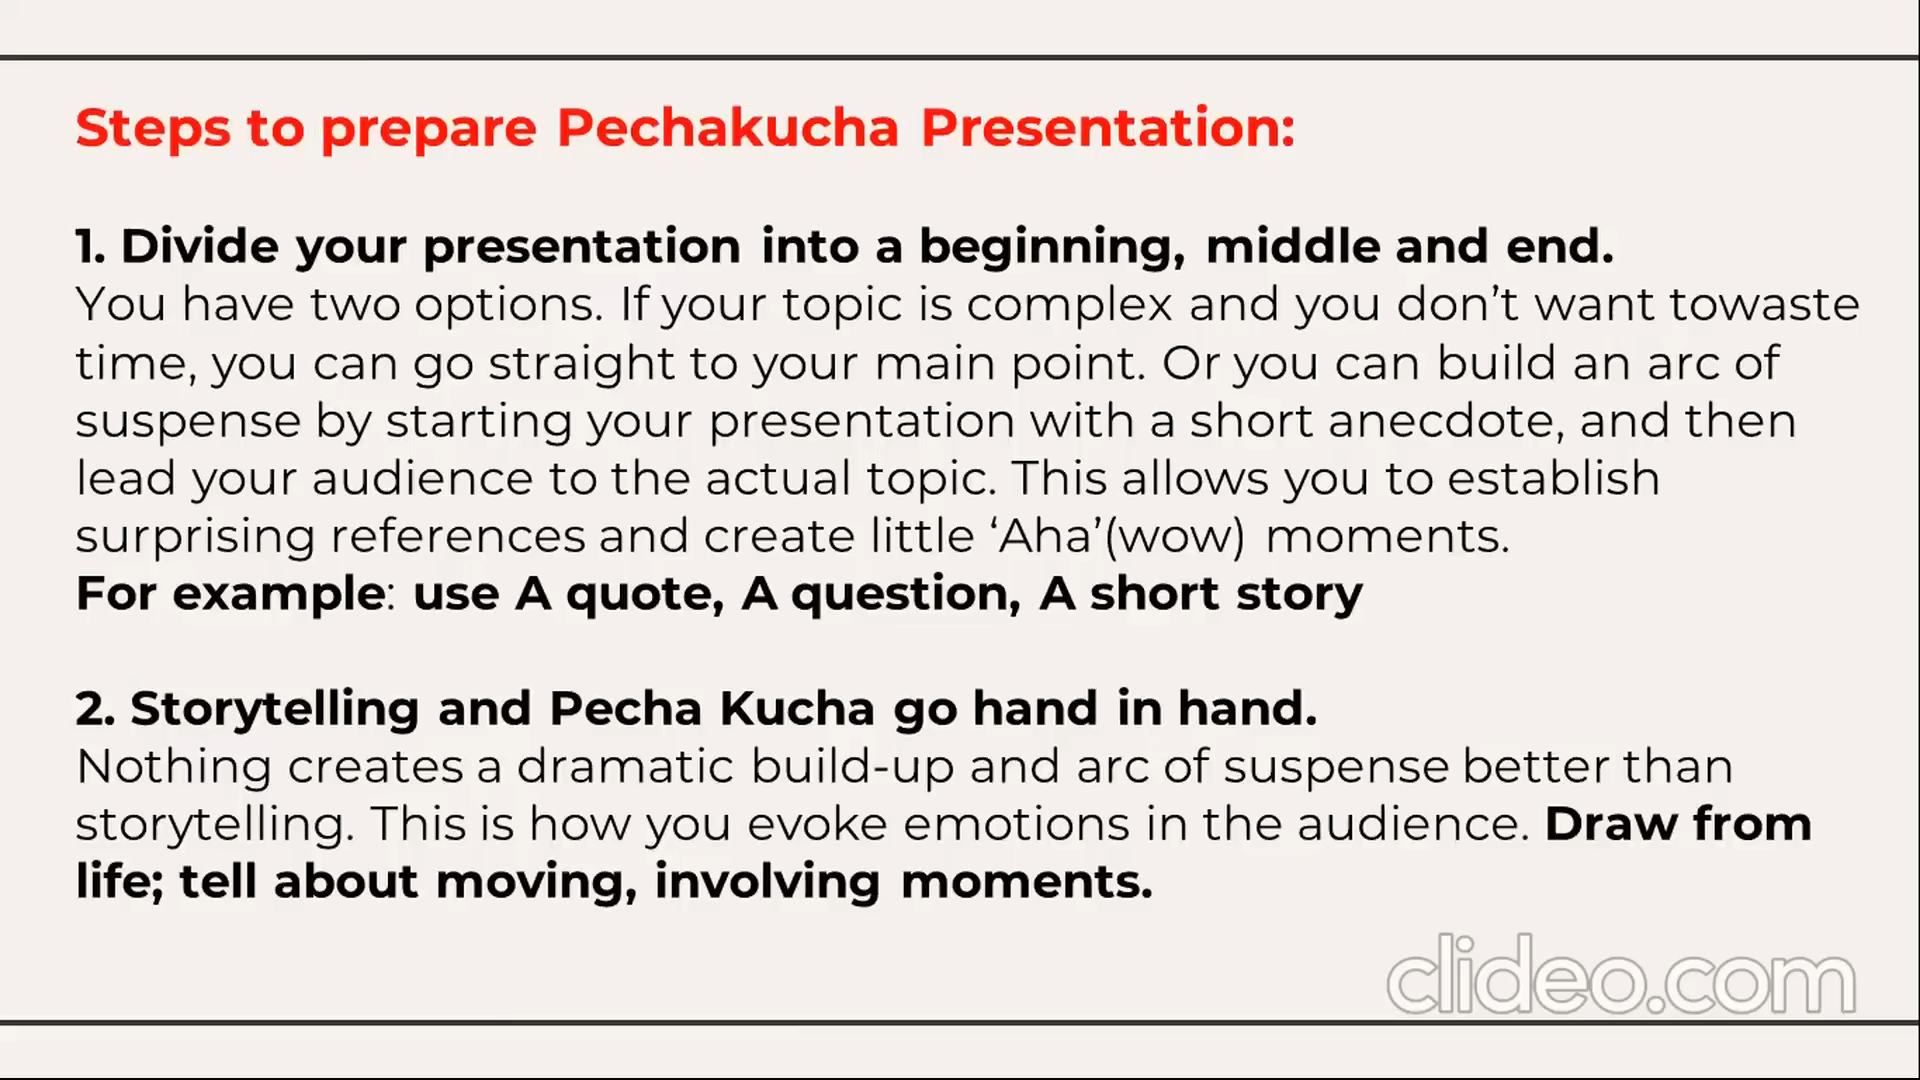 Steps to prepare Pechakucha Presentation:
1. Divide your presentation into a beginning, middle and end.
You have two options. If your topic is complex and you don’t want towaste
time, you can go straight to your main point. Or you can build an arc of
suspense by starting your presentation with a short anecdote, and then
lead your audience to the actual topic. This allows you to establish
surprising references and create little ‘Aha’(wow) moments.
For example: use A quote, A question, A short story
2. Storytelling and Pecha Kucha go hand in hand.
Nothing creates a dramatic build-up and arc of suspense better than
storytelling. This is how you evoke emotions in the audience. Draw from
life; tell about moving, involving moments.
clideo.com